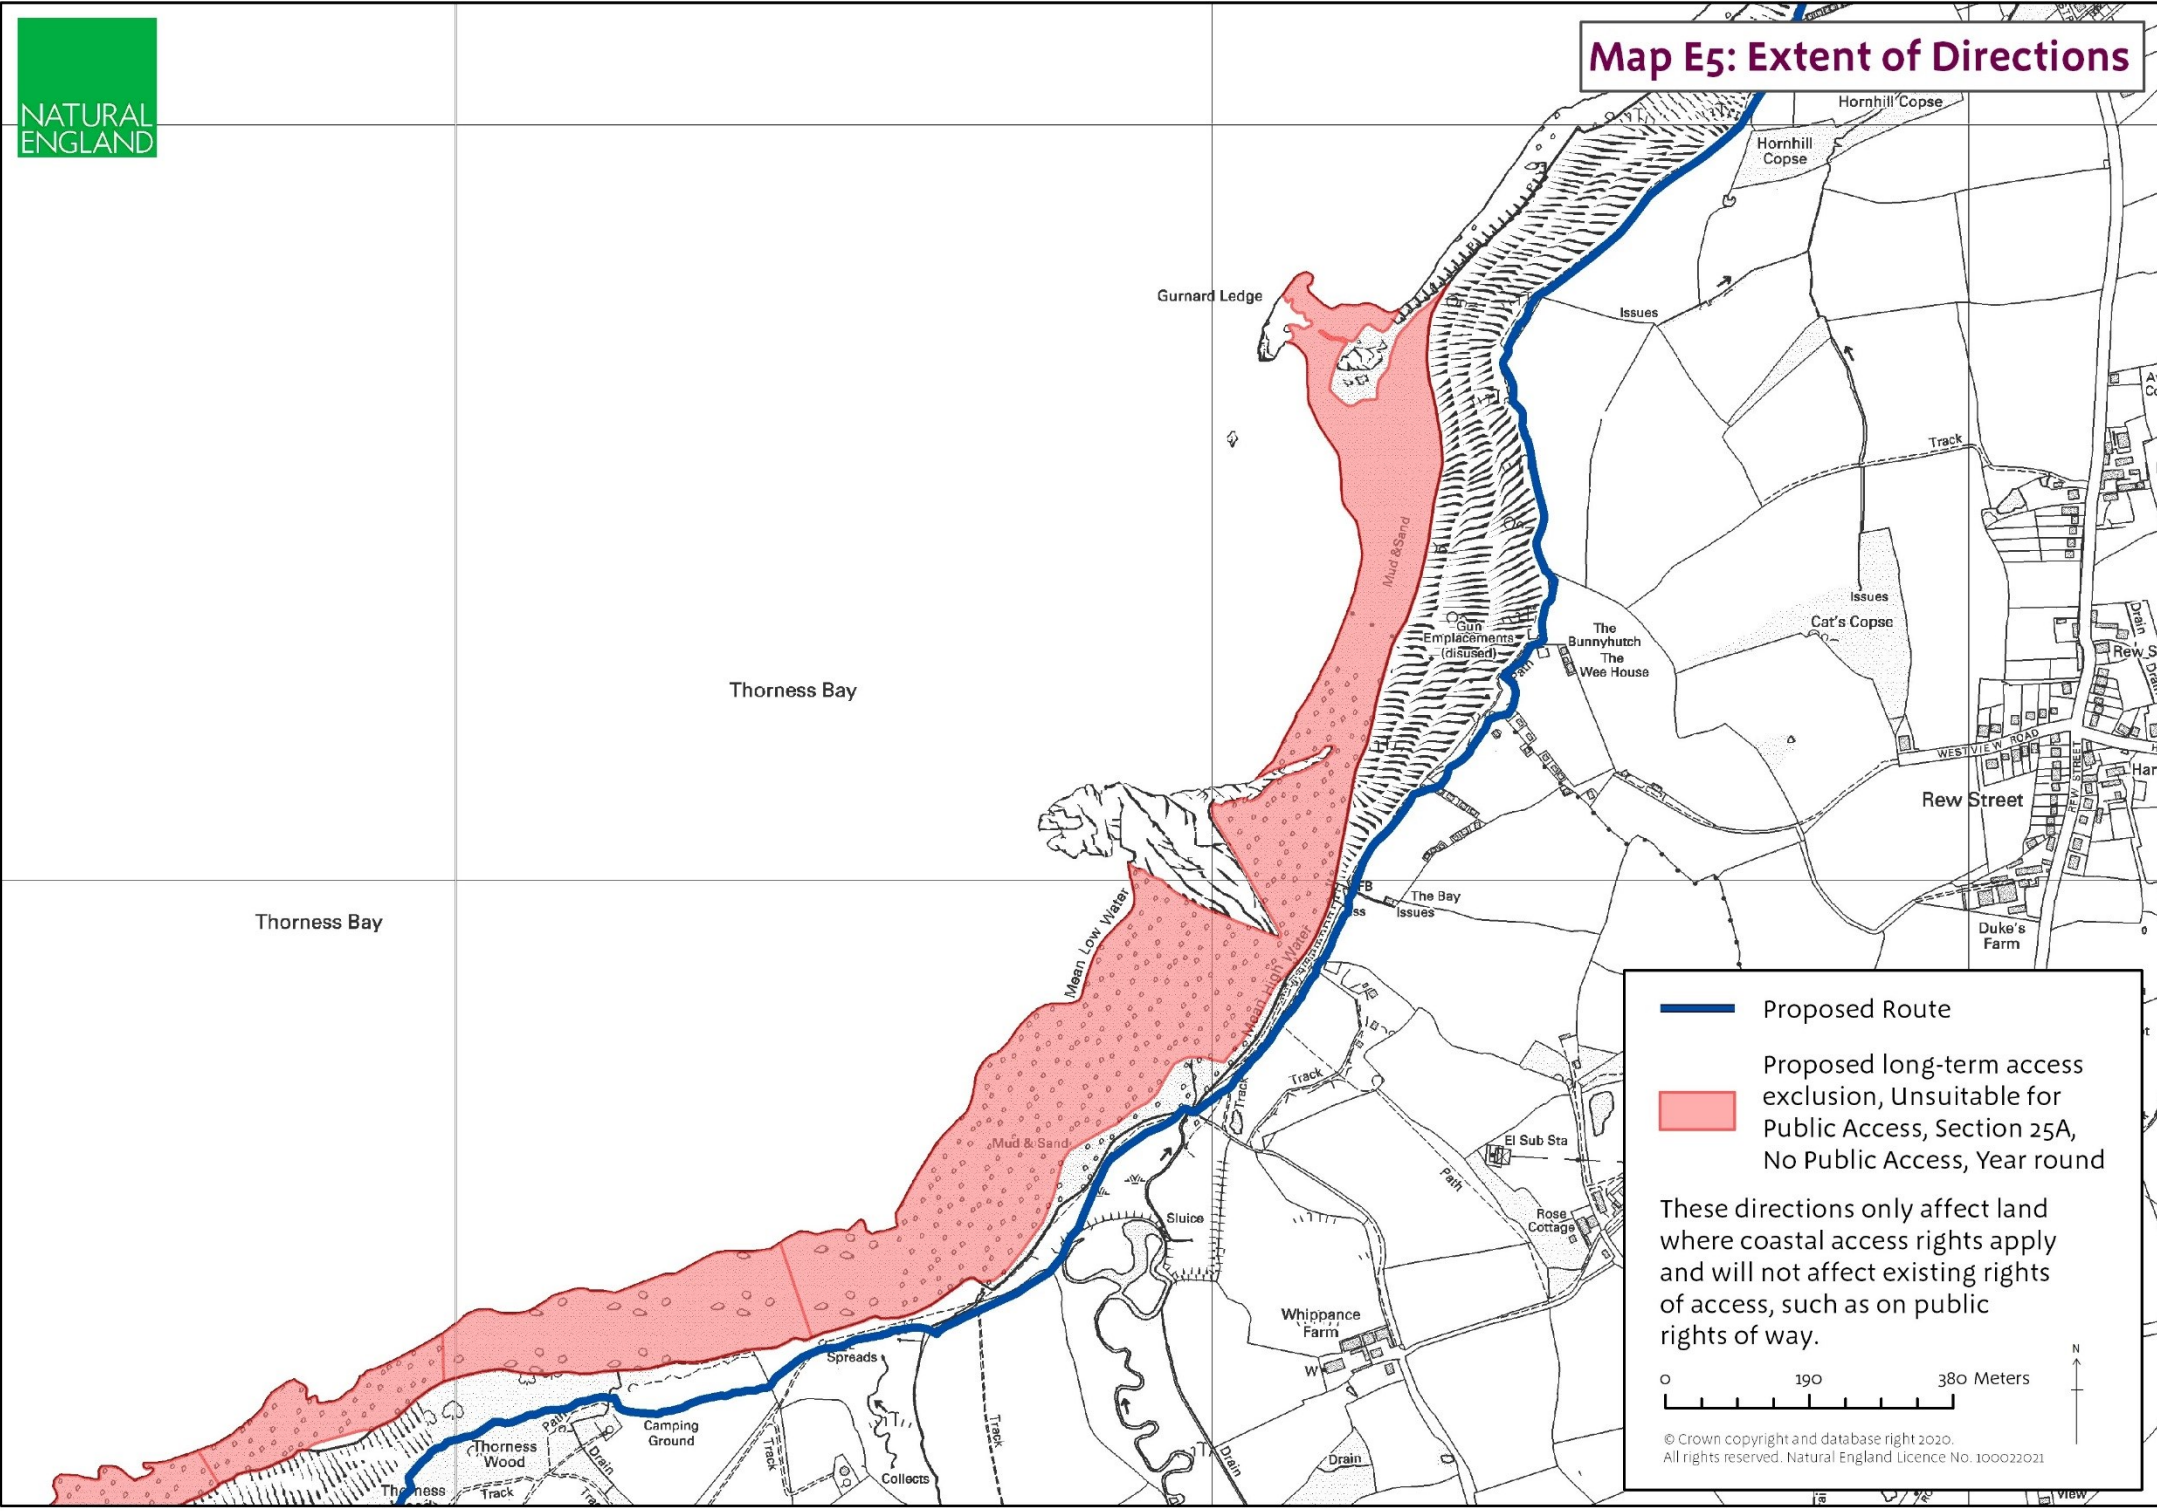 NATURAL
ENGLAND
Map E5: Extent of Directions
Hornhill Copse
Hornhill
Copse
Gurnard Ledge
Issues
Track
Mud & Sand
Issues
Cat's Copse
Gun
Emplacements
(disused)
The
Bunnyhutch
The
Wee House
Path
Drain
Rew S
Thorness Bay
WESTVIEW ROAD
REW STREET
Rew Street
Har
FB
The Bay
Issues
Thorness Bay
Mean Low Water
Mean High Water
Duke's
Farm
Track
Track
Mud & Sand
El Sub Sta
Path
Rose
Cottage
Sluice
Whippance
Farm
W
Spreads
Path
Camping
Ground
Thorness
Wood
Drain
Track
Track
Collects
Drain
Drain
Thorness
Track
Proposed Route
Proposed long-term access
exclusion, Unsuitable for
Public Access, Section 25A,
No Public Access, Year round
These directions only affect land
where coastal access rights apply
and will not affect existing rights
of access, such as on public
rights of way.
N
0 190 380 Meters
© Crown copyright and database right 2020.
All rights reserved. Natural England Licence No. 100022021
View